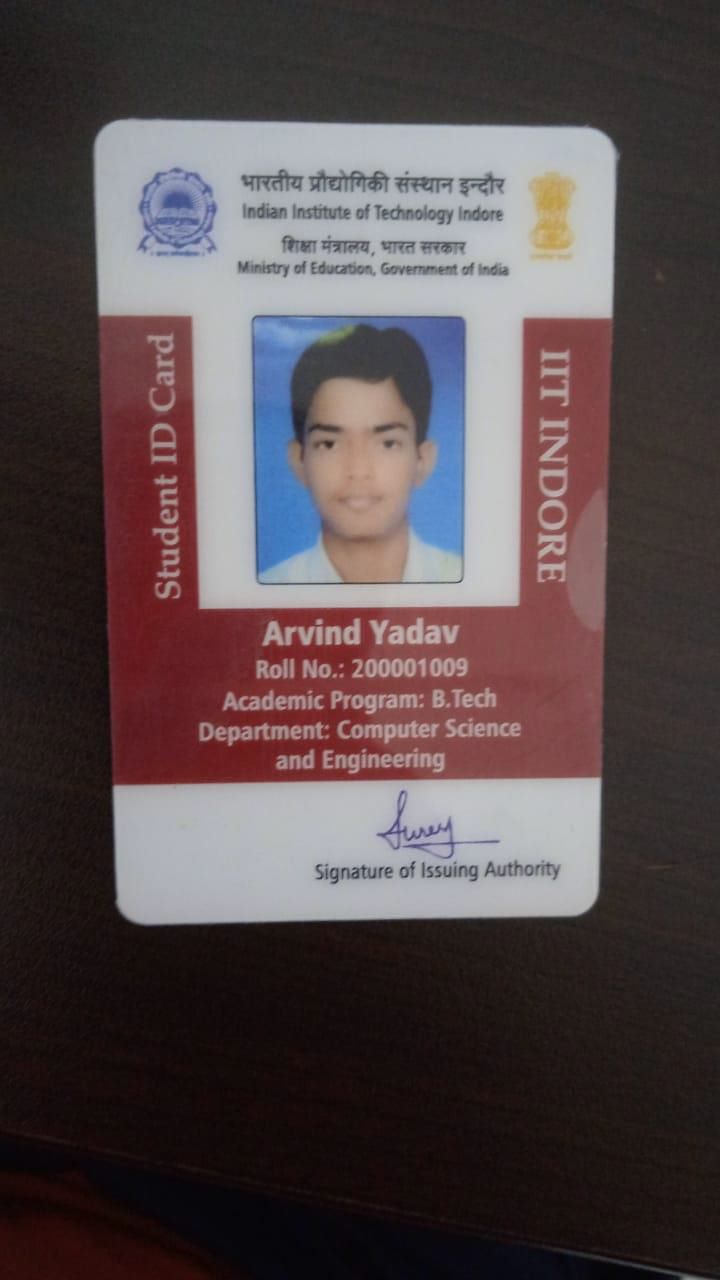 भारतीय प्रौद्योगिकी संस्थान इन्दौर
Indian Institute of Technology Indore
शिक्षा मंत्रालय, भारत सरकार
Ministry of Education, Government of India
Student ID Card
IIT INDORE
Arvind Yadav
Roll No.: 200001009
Academic Program: B.Tech
Department: Computer Science
and Engineering
Signature of Issuing Authority